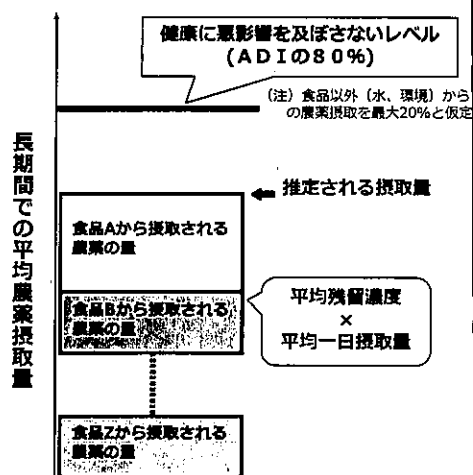 健康に悪影響を及ぼさないレベル
(ADIの80%)
(注)食品以外(水、環境)から
の農薬摂取を最大20%と仮定
長期間での平均農薬摂取量
推定される摂取量
食品Aから摂取される
農薬の量
食品Bから摂取される
農薬の量
平均残留濃度
×
平均一日摂取量
食品Zから摂取される
農薬の量